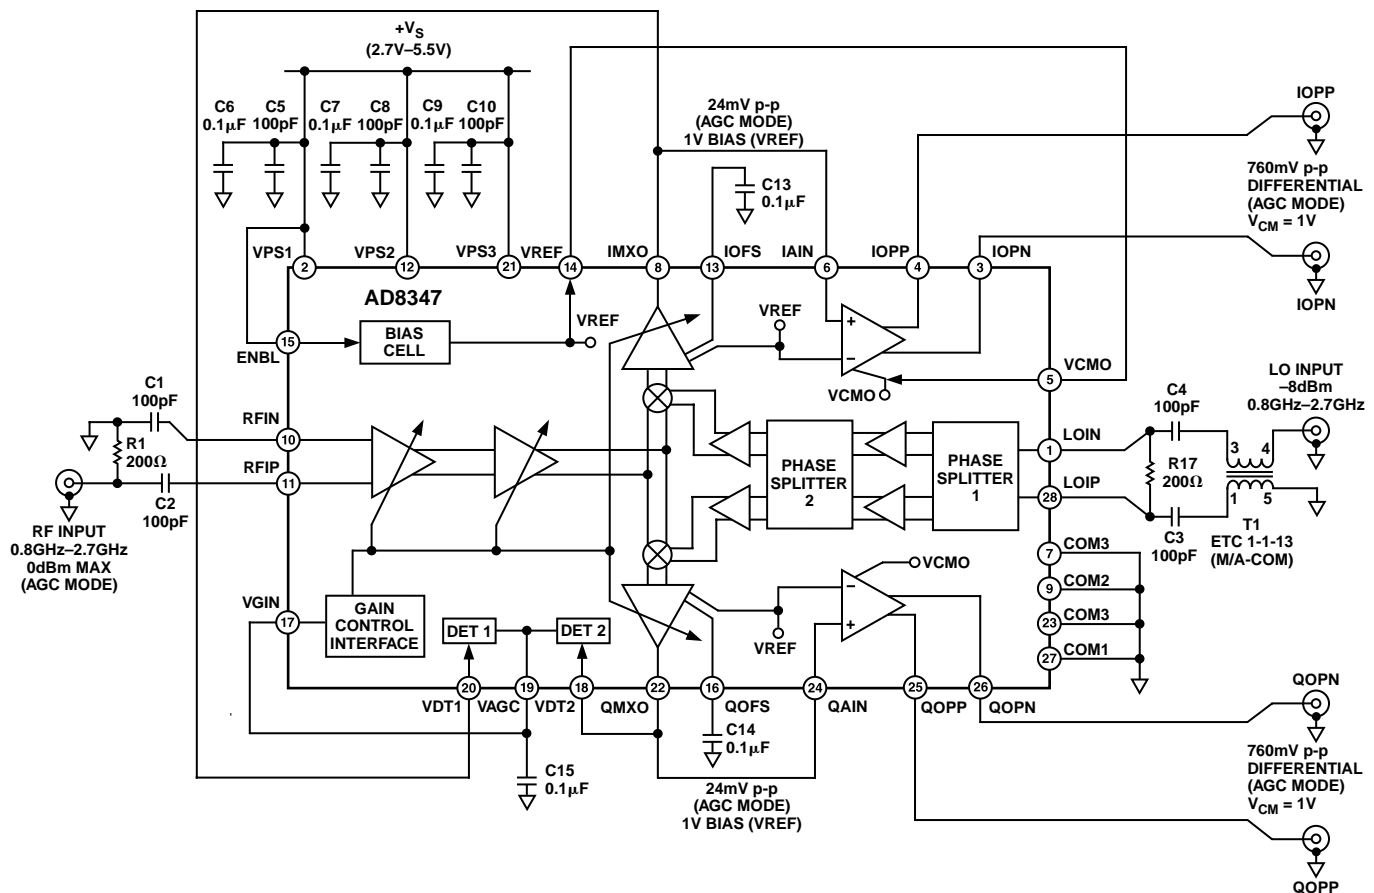 +VS
(2.7V–5.5V)
C6
0.1µF
C5
100pF
C7
0.1µF
C8
100pF
C9
0.1µF
C10
100pF
24mV p-p
(AGC MODE)
1V BIAS (VREF)
C13
0.1µF
IOPP
760mV p-p
DIFFERENTIAL
(AGC MODE)
VCM = 1V
IOPN
VPS1
2
VPS2
12
VPS3
21
VREF
14
IMXO
8
IOFS
13
IAIN
6
IOPP
4
IOPN
3
AD8347
ENBL
15
BIAS
CELL
VREF
VREF
+
–
VCMO
VCMO
5
LO INPUT
–8dBm
0.8GHz–2.7GHz
C4
100pF
R17
200Ω
C3
100pF
3
4
1
5
T1
ETC 1-1-13
(M/A-COM)
C1
100pF
R1
200Ω
C2
100pF
RF INPUT
0.8GHz–2.7GHz
0dBm MAX
(AGC MODE)
RFIN
10
RFIP
11
PHASE
SPLITTER
2
PHASE
SPLITTER
1
1
LOIN
28
LOIP
7
COM3
9
COM2
23
COM3
27
COM1
VGIN
17
GAIN
CONTROL
INTERFACE
DET 1
DET 2
VREF
–
+
VCMO
20
VDT1
19
VAGC
18
VDT2
22
QMXO
16
QOFS
24
QAIN
25
QOPP
26
QOPN
C15
0.1µF
C14
0.1µF
24mV p-p
(AGC MODE)
1V BIAS (VREF)
QOPN
760mV p-p
DIFFERENTIAL
(AGC MODE)
VCM = 1V
QOPP